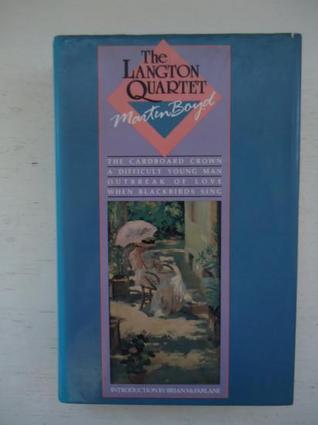 The
LANGTON
QUARTET
Martin Boyd
THE CARDBOARD CROWN
A DIFFICULT YOUNG MAN
OUTBREAK OF LOVE
WHEN BLACKBIRDS SING
INTRODUCTION BY BRIAN McFARLANE